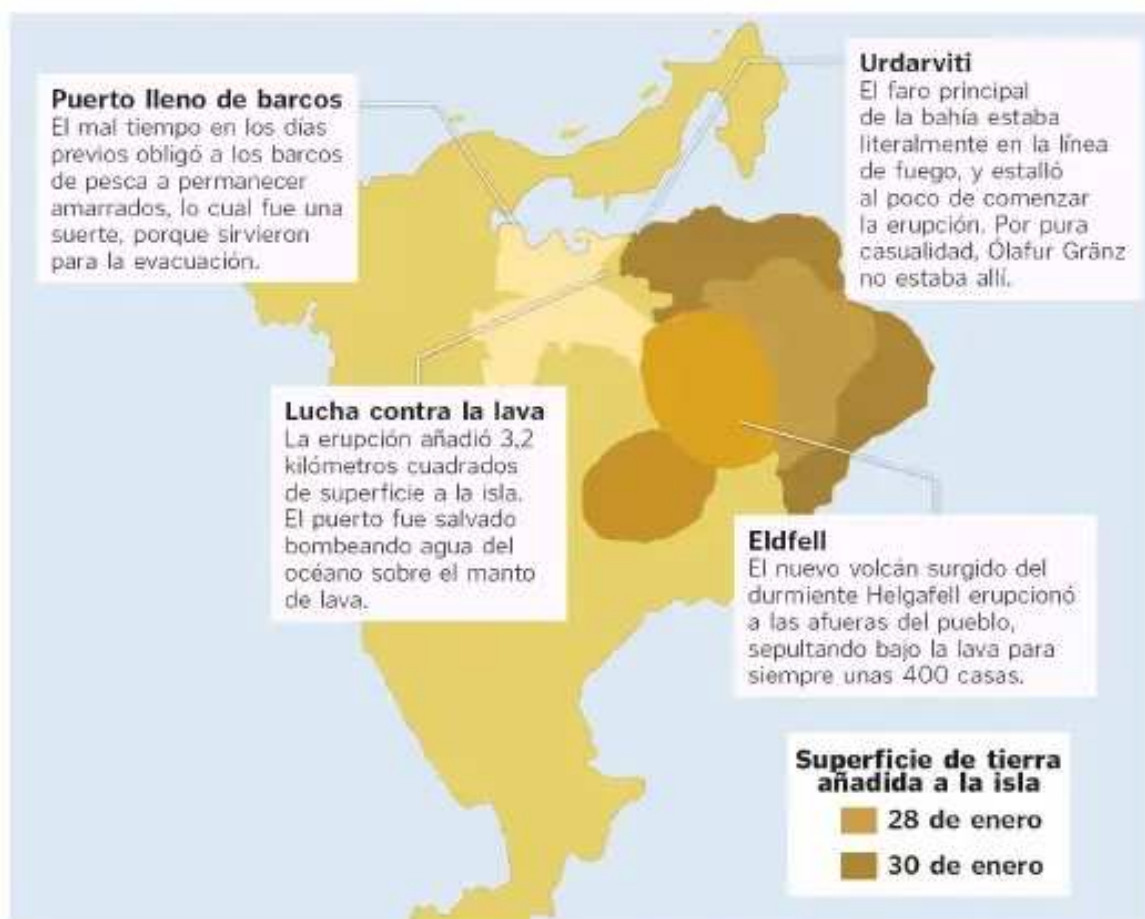 Puerto lleno de barcos
El mal tiempo en los días
previos obligó a los barcos
de pesca a permanecer
amarrados, lo cual fue una
suerte, porque sirvieron
para la evacuación.
Urdarviti
El faro principal
de la bahía estaba
literalmente en la línea
de fuego, y estalló
al poco de comenzar
la erupción. Por pura
casualidad, Ólafur Gränz
no estaba allí.
Lucha contra la lava
La erupción añadió 3,2
kilómetros cuadrados
de superficie a la isla.
El puerto fue salvado
bombeando agua del
océano sobre el manto
de lava.
Eldfell
El nuevo volcán surgido del
durmiente Helgafell erupcionó
a las afueras del pueblo,
sepultando bajo la lava para
siempre unas 400 casas.
Superficie de tierra
añadida a la isla
28 de enero
30 de enero